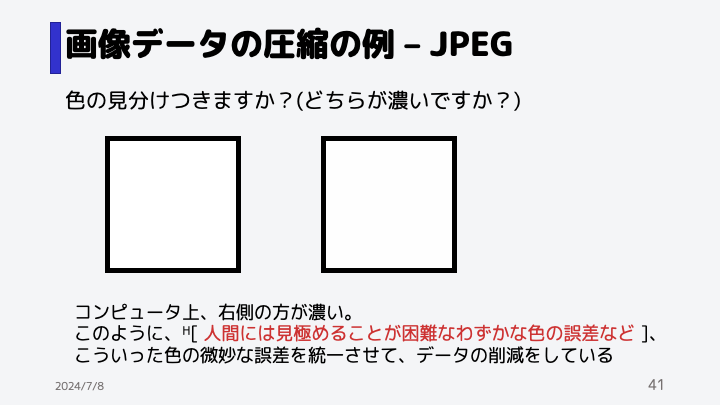 画像データの圧縮の例 – JPEG
色の見分けつきますか？(どちらが濃いですか？)
コンピュータ上、右側の方が濃い。
このように、ᴴ[ 人間には見極めることが困難なわずかな色の誤差など ]、
こういった色の微妙な誤差を統一させて、データの削減をしている
2024/7/8
41